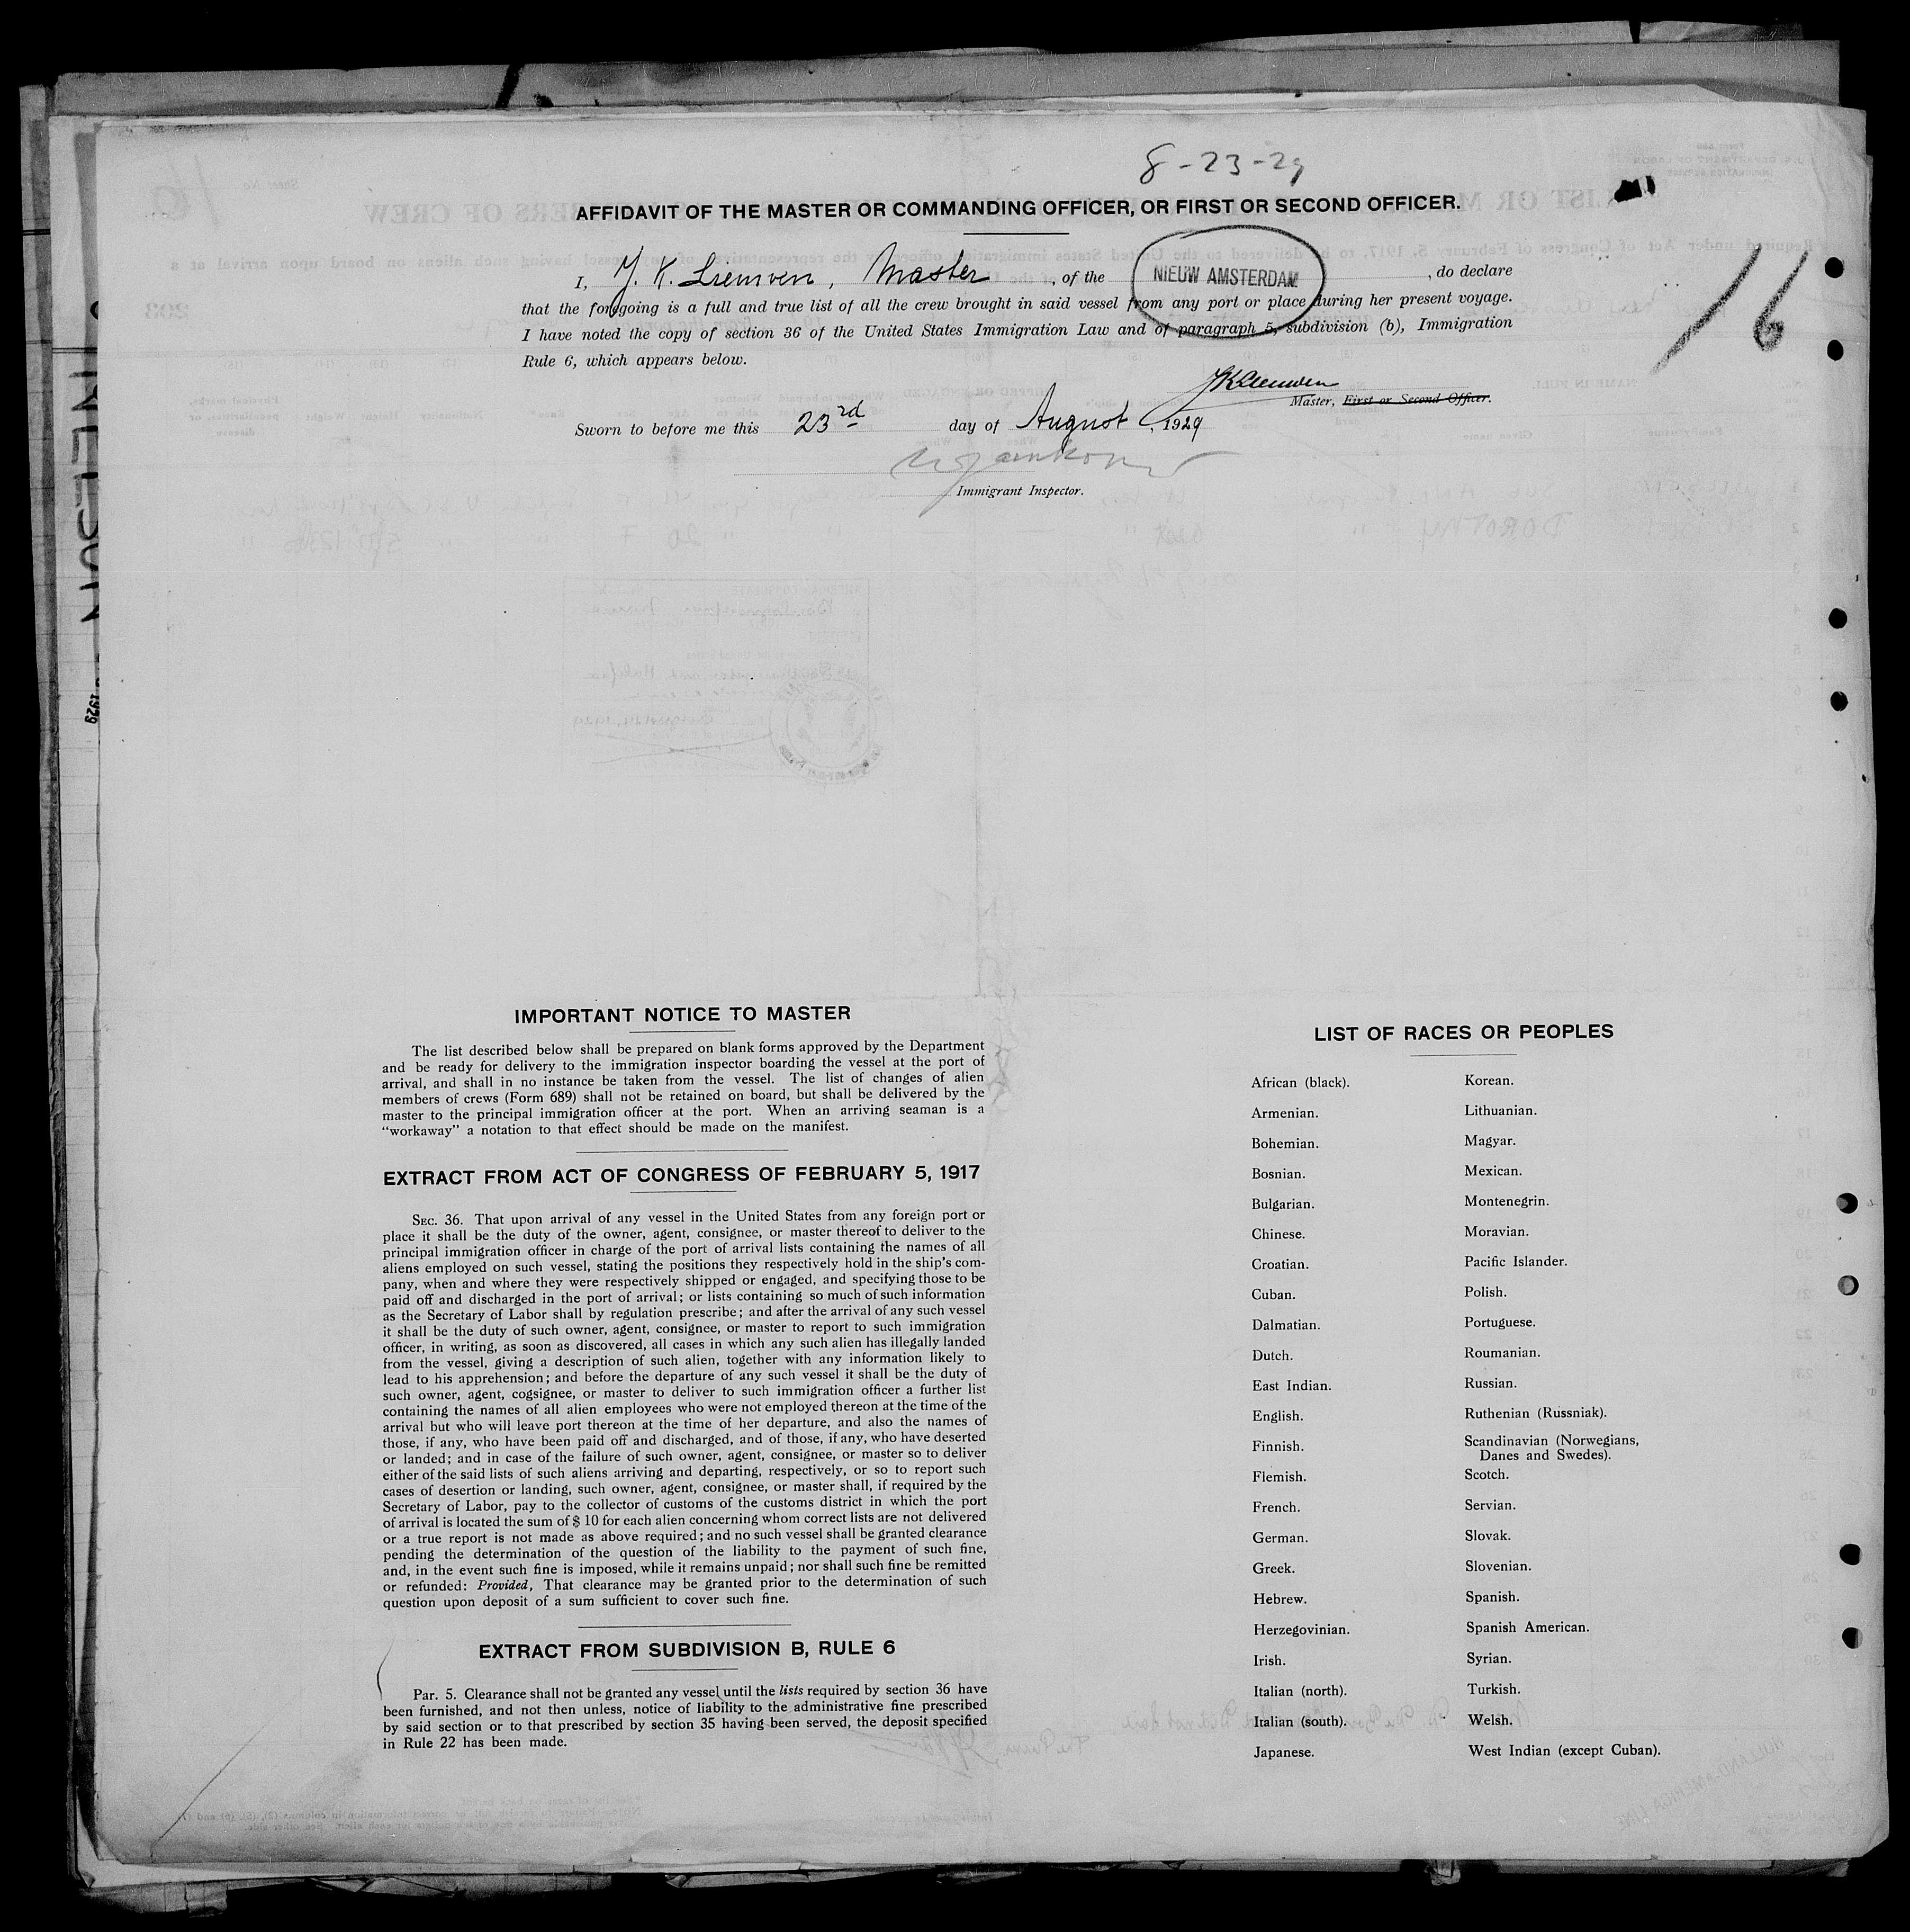 8-23-29
AFFIDAVIT OF THE MASTER OR COMMANDING OFFICER, OR FIRST OR SECOND OFFICER.
I, J. K. Lienwen, Master, of the NIEUW AMSTERDAM, do declare
that the foregoing is a full and true list of all the crew brought in said vessel from any port or place during her present voyage.
I have noted the copy of section 36 of the United States Immigration Law and of paragraph 5, subdivision (b), Immigration
Rule 6, which appears below.
16
Master, First or Second Officer.
Sworn to before me this 23rd day of August, 1929
Immigrant Inspector.
IMPORTANT NOTICE TO MASTER
The list described below shall be prepared on blank forms approved by the Department
and be ready for delivery to the immigration inspector boarding the vessel at the port of
arrival, and shall in no instance be taken from the vessel. The list of changes of alien
members of crews (Form 689) shall not be retained on board, but shall be delivered by the
master to the principal immigration officer at the port. When an arriving seaman is a
“workaway” a notation to that effect should be made on the manifest.
EXTRACT FROM ACT OF CONGRESS OF FEBRUARY 5, 1917
SEC. 36. That upon arrival of any vessel in the United States from any foreign port or
place it shall be the duty of the owner, agent, consignee, or master thereof to deliver to the
principal immigration officer in charge of the port of arrival lists containing the names of all
aliens employed on such vessel, stating the positions they respectively hold in the ship's com-
pany, when and where they were respectively shipped or engaged, and specifying those to be
paid off and discharged in the port of arrival; or lists containing so much of such information
as the Secretary of Labor shall by regulation prescribe; and after the arrival of any such vessel
it shall be the duty of such owner, agent, consignee, or master to report to such immigration
officer, in writing, as soon as discovered, all cases in which any such alien has illegally landed
from the vessel, giving a description of such alien, together with any information likely to
lead to his apprehension; and before the departure of any such vessel it shall be the duty of
such owner, agent, cogsignee, or master to deliver to such immigration officer a further list
containing the names of all alien employees who were not employed thereon at the time of the
arrival but who will leave port thereon at the time of her departure, and also the names of
those, if any, who have been paid off and discharged, and of those, if any, who have deserted
or landed; and in case of the failure of such owner, agent, consignee, or master so to deliver
either of the said lists of such aliens arriving and departing, respectively, or so to report such
cases of desertion or landing, such owner, agent, consignee, or master shall, if required by the
Secretary of Labor, pay to the collector of customs of the customs district in which the port
of arrival is located the sum of $ 10 for each alien concerning whom correct lists are not delivered
or a true report is not made as above required; and no such vessel shall be granted clearance
pending the determination of the question of the liability to the payment of such fine,
and, in the event such fine is imposed, while it remains unpaid; nor shall such fine be remitted
or refunded: Provided, That clearance may be granted prior to the determination of such
question upon deposit of a sum sufficient to cover such fine.
EXTRACT FROM SUBDIVISION B, RULE 6
Par. 5. Clearance shall not be granted any vessel until the lists required by section 36 have
been furnished, and not then unless, notice of liability to the administrative fine prescribed
by said section or to that prescribed by section 35 having been served, the deposit specified
in Rule 22 has been made.
LIST OF RACES OR PEOPLES
African (black). Korean.
Armenian. Lithuanian.
Bohemian. Magyar.
Bosnian. Mexican.
Bulgarian. Montenegrin.
Chinese. Moravian.
Croatian. Pacific Islander.
Cuban. Polish.
Dalmatian. Portuguese.
Dutch. Roumanian.
East Indian. Russian.
English. Ruthenian (Russniak).
Finnish. Scandinavian (Norwegians,
Danes and Swedes).
Flemish. Scotch.
French. Servian.
German. Slovak.
Greek. Slovenian.
Hebrew. Spanish.
Herzegovinian. Spanish American.
Irish. Syrian.
Italian (north). Turkish.
Italian (south). Welsh.
Japanese. West Indian (except Cuban).